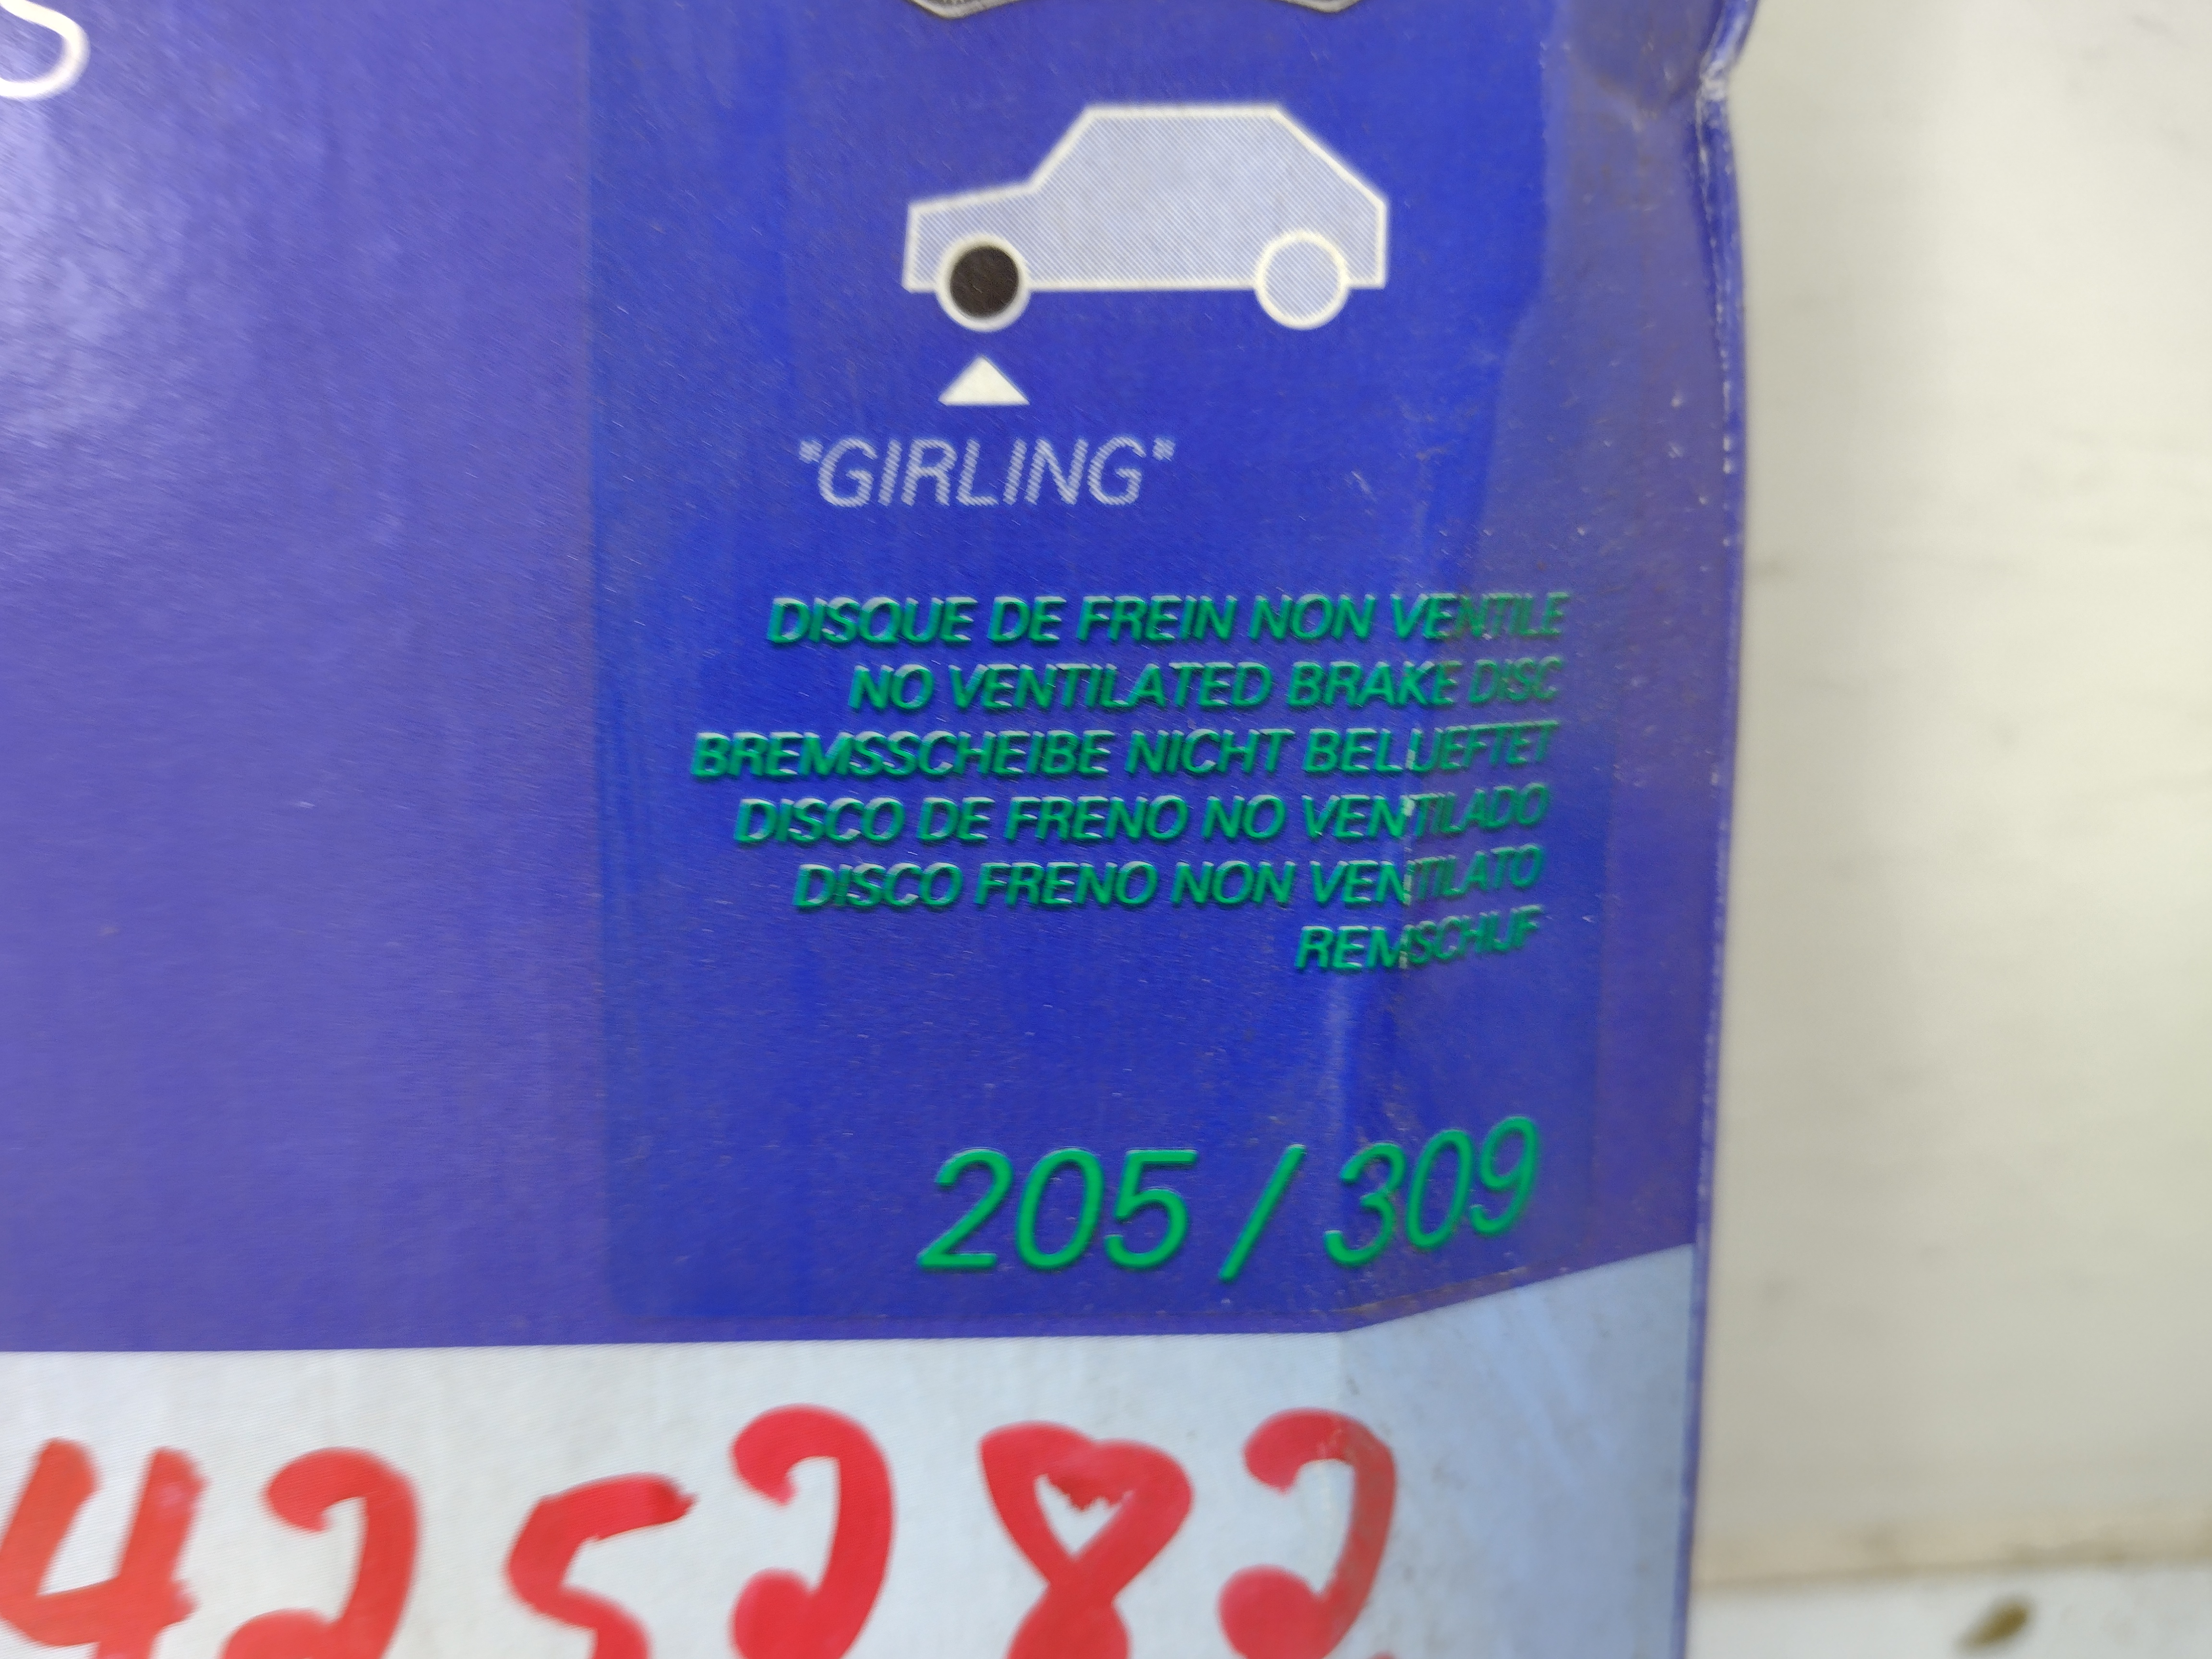 S
"GIRLING"
DISQUE DE FREIN NON VENTILE
NO VENTILATED BRAKE DISC
BREMSSCHEIBE NICHT BELUEFTET
DISCO DE FRENO NO VENTILADO
DISCO FRENO NON VENTILATO
REMSCHIJF
205 / 309
425282